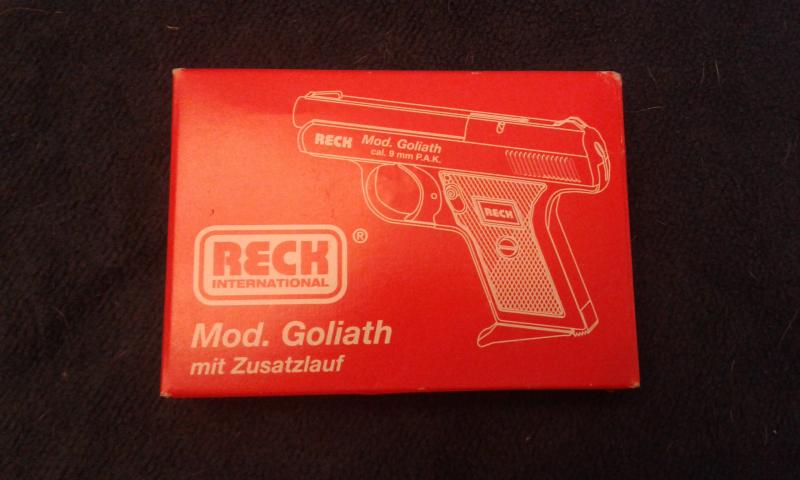 RECK Mod. Goliath
cal. 9 mm P.A.K.
RECK
RECK ®
INTERNATIONAL
Mod. Goliath
mit Zusatzlauf